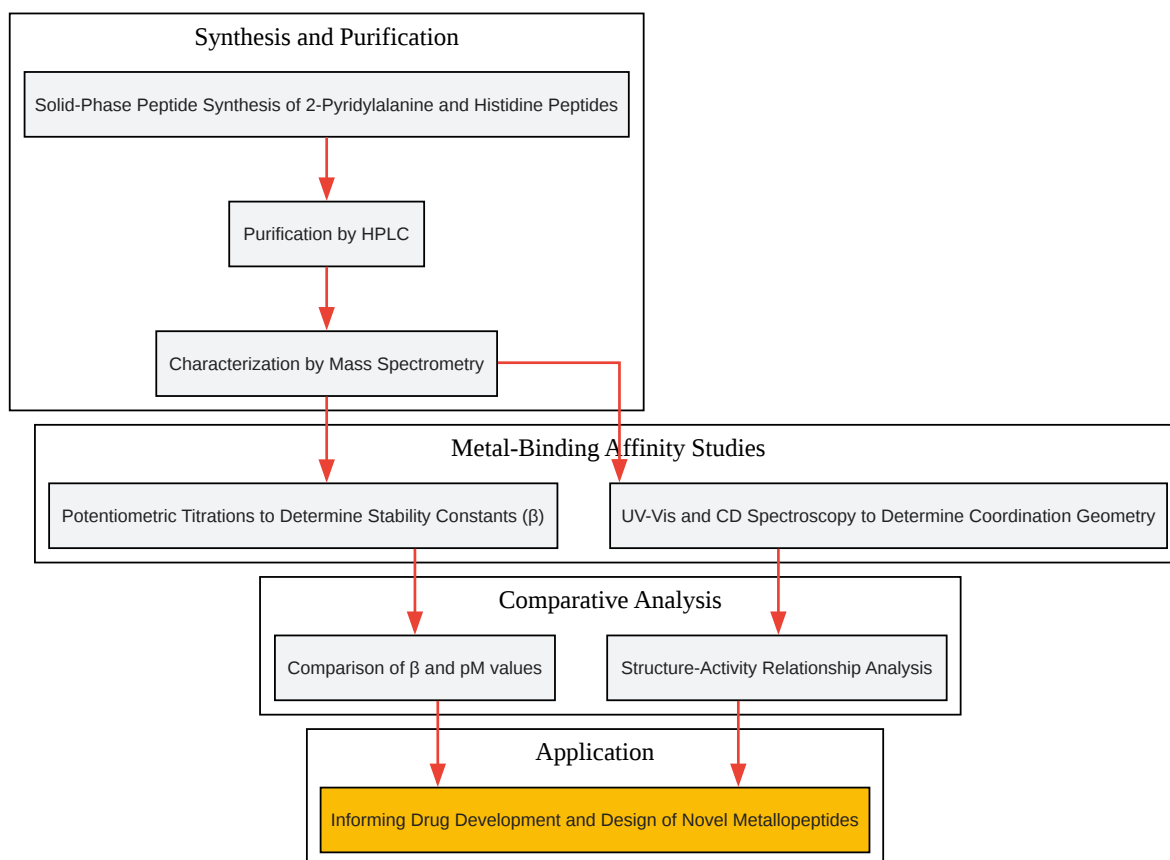 Synthesis and Purification
Solid-Phase Peptide Synthesis of 2-Pyridylalanine and Histidine Peptides
Purification by HPLC
Characterization by Mass Spectrometry
Metal-Binding Affinity Studies
Potentiometric Titrations to Determine Stability Constants (β)
UV-Vis and CD Spectroscopy to Determine Coordination Geometry
Comparative Analysis
Comparison of β and pM values
Structure-Activity Relationship Analysis
Application
Informing Drug Development and Design of Novel Metallopeptides